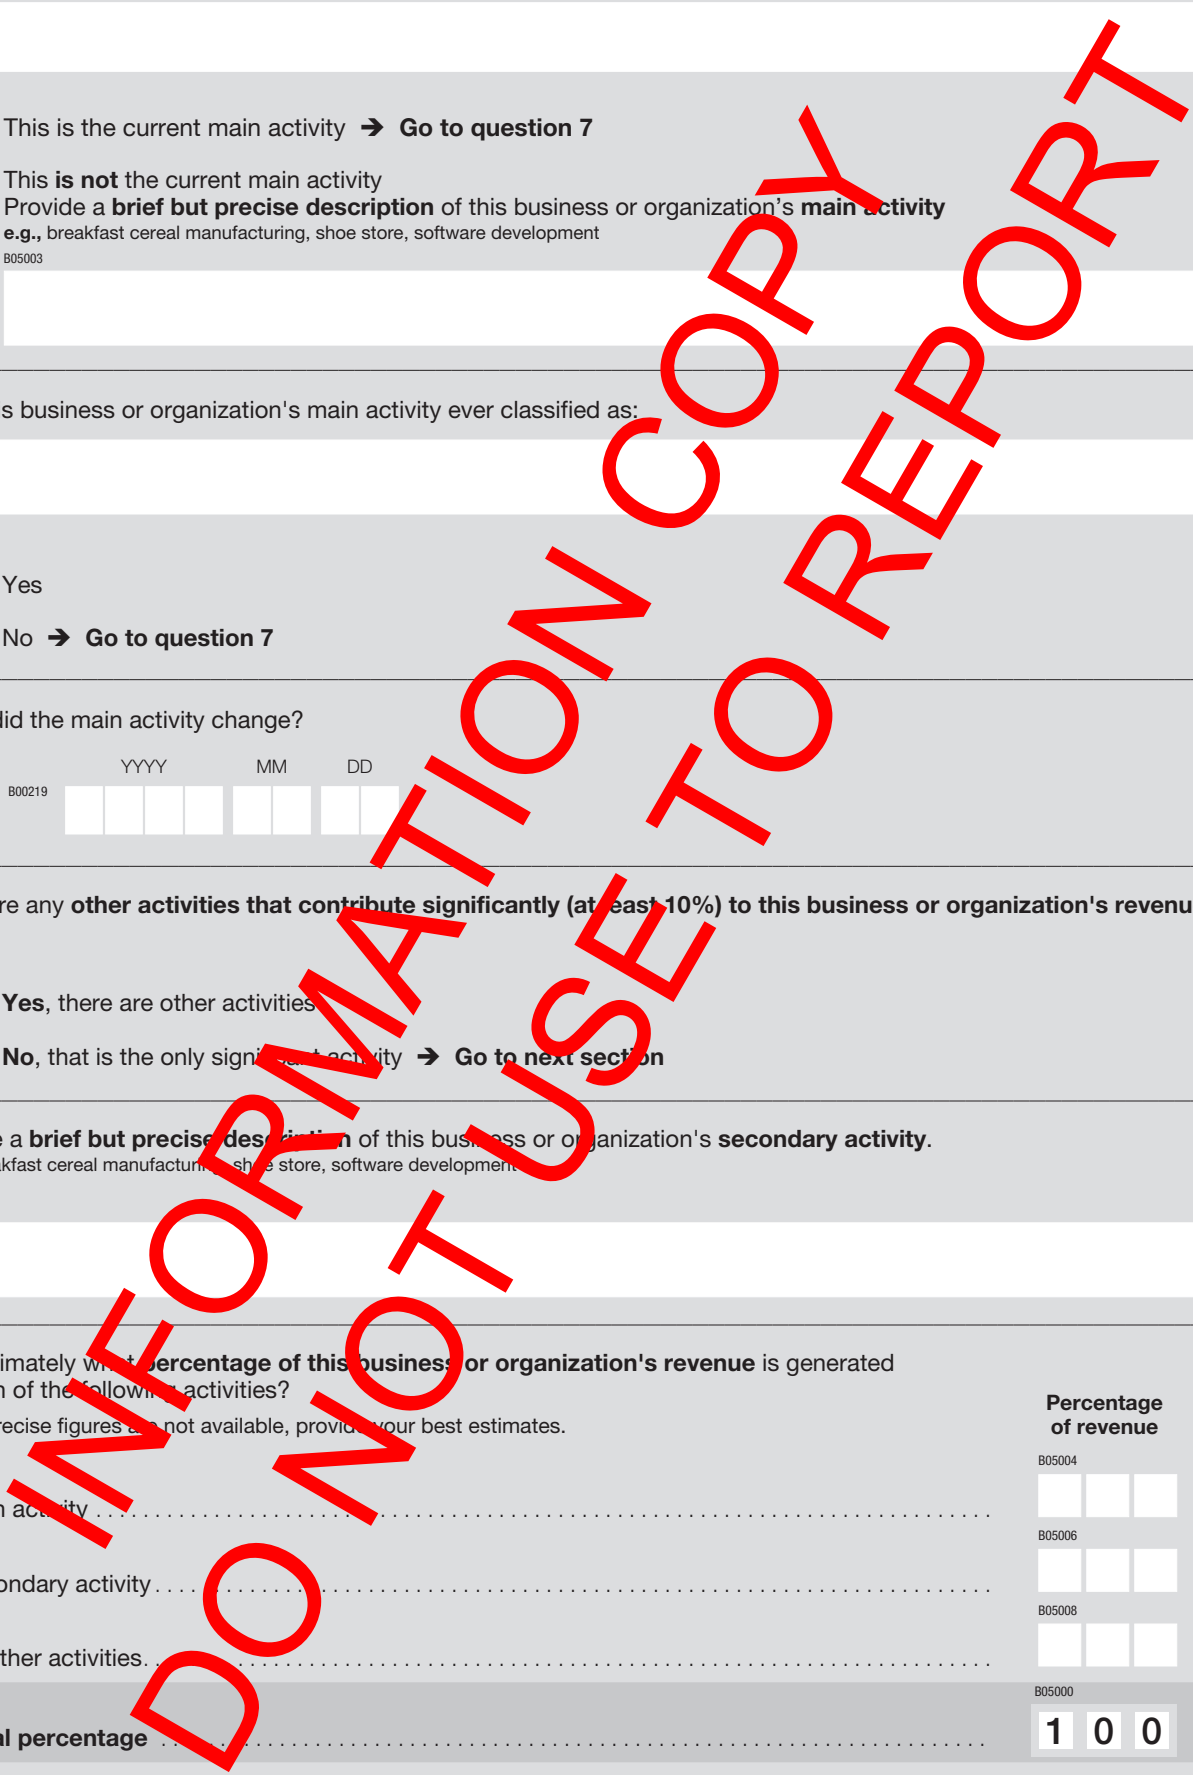 This is the current main activity ➔ Go to question 7
This is not the current main activity
Provide a brief but precise description of this business or organization’s main activity
e.g., breakfast cereal manufacturing, shoe store, software development
B05003
s business or organization's main activity ever classified as:
Yes
No ➔ Go to question 7
did the main activity change?
YYYY MM DD
B00219
re any other activities that contribute significantly (at least 10%) to this business or organization's revenu
Yes, there are other activities
No, that is the only significant activity ➔ Go to next section
e a brief but precise description of this business or organization's secondary activity.
akfast cereal manufacturing, shoe store, software development
imately what percentage of this business or organization's revenue is generated
h of the following activities?
recise figures are not available, provide your best estimates.
Percentage
of revenue
B05004
n activity
B05006
ondary activity
B05008
ther activities
B05000
al percentage 100
INFORMATION COPY
DO NOT USE TO REPORT